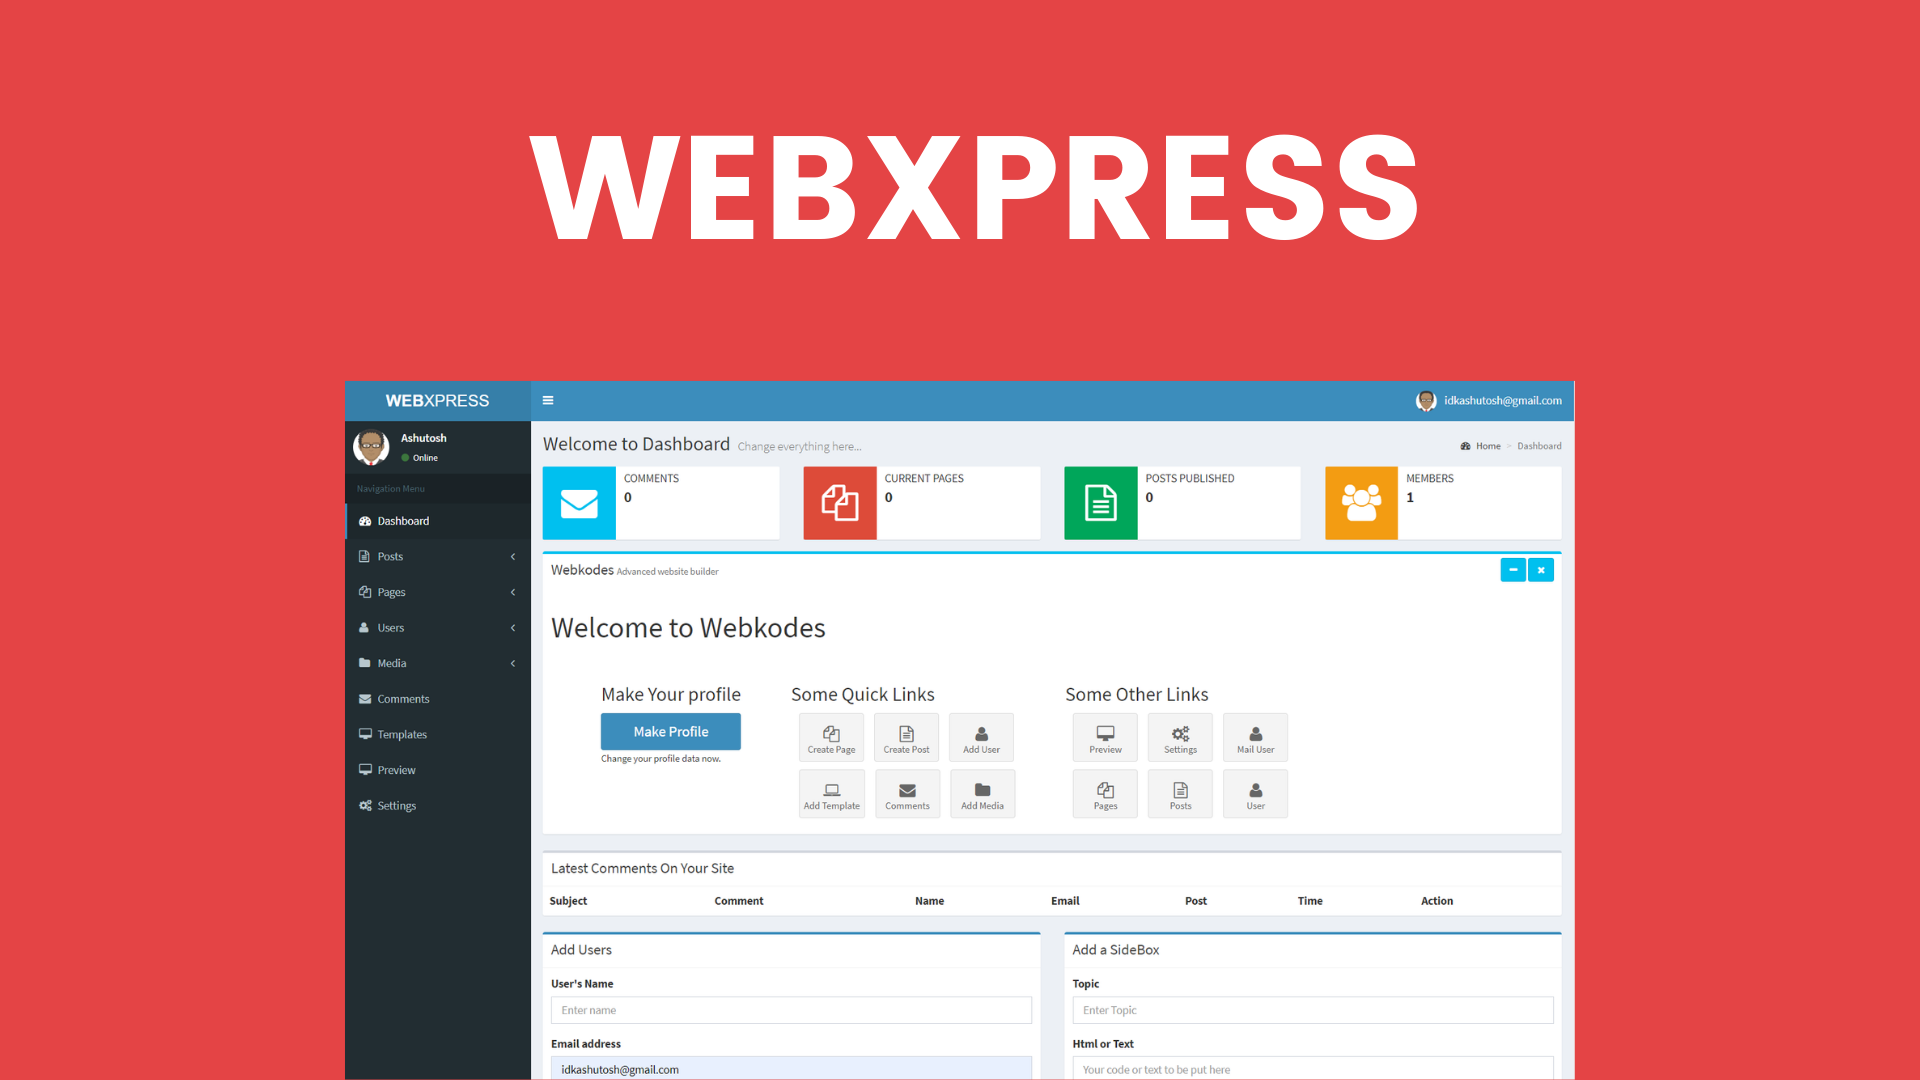 WEBXPRESS
WEBXPRESS
idkashutosh@gmail.com
Ashutosh
Online
Navigation Menu
Dashboard
Posts
Pages
Users
Media
Comments
Templates
Preview
Settings
Welcome to Dashboard Change everything here...
Home > Dashboard
COMMENTS
0
CURRENT PAGES
0
POSTS PUBLISHED
0
MEMBERS
1
Webkodes Advanced website builder
Welcome to Webkodes
Make Your profile
Make Profile
Change your profile data now.
Some Quick Links
Create Page Create Post Add User
Add Template Comments Add Media
Some Other Links
Preview Settings Mail User
Pages Posts User
Latest Comments On Your Site
Subject Comment Name Email Post Time Action
Add Users
User's Name
Enter name
Email address
idkashutosh@gmail.com
Add a SideBox
Topic
Enter Topic
Html or Text
Your code or text to be put here